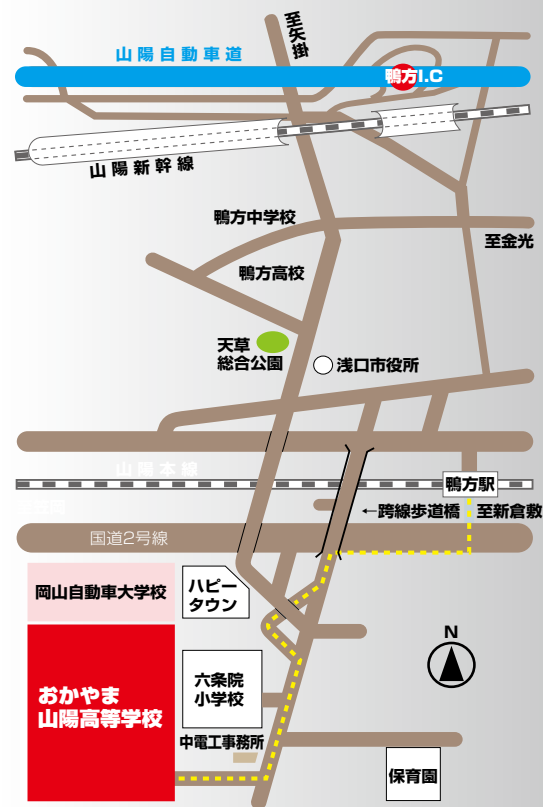 至矢掛
山陽自動車道
鴨方I.C
山陽新幹線
鴨方中学校
至金光
鴨方高校
天草
総合公園
浅口市役所
山陽本線
鴨方駅
←跨線歩道橋
至新倉敷
国道2号線
岡山自動車大学校
ハピー
タウン
N
おかやま
山陽高等学校
六条院
小学校
中電工事務所
保育園